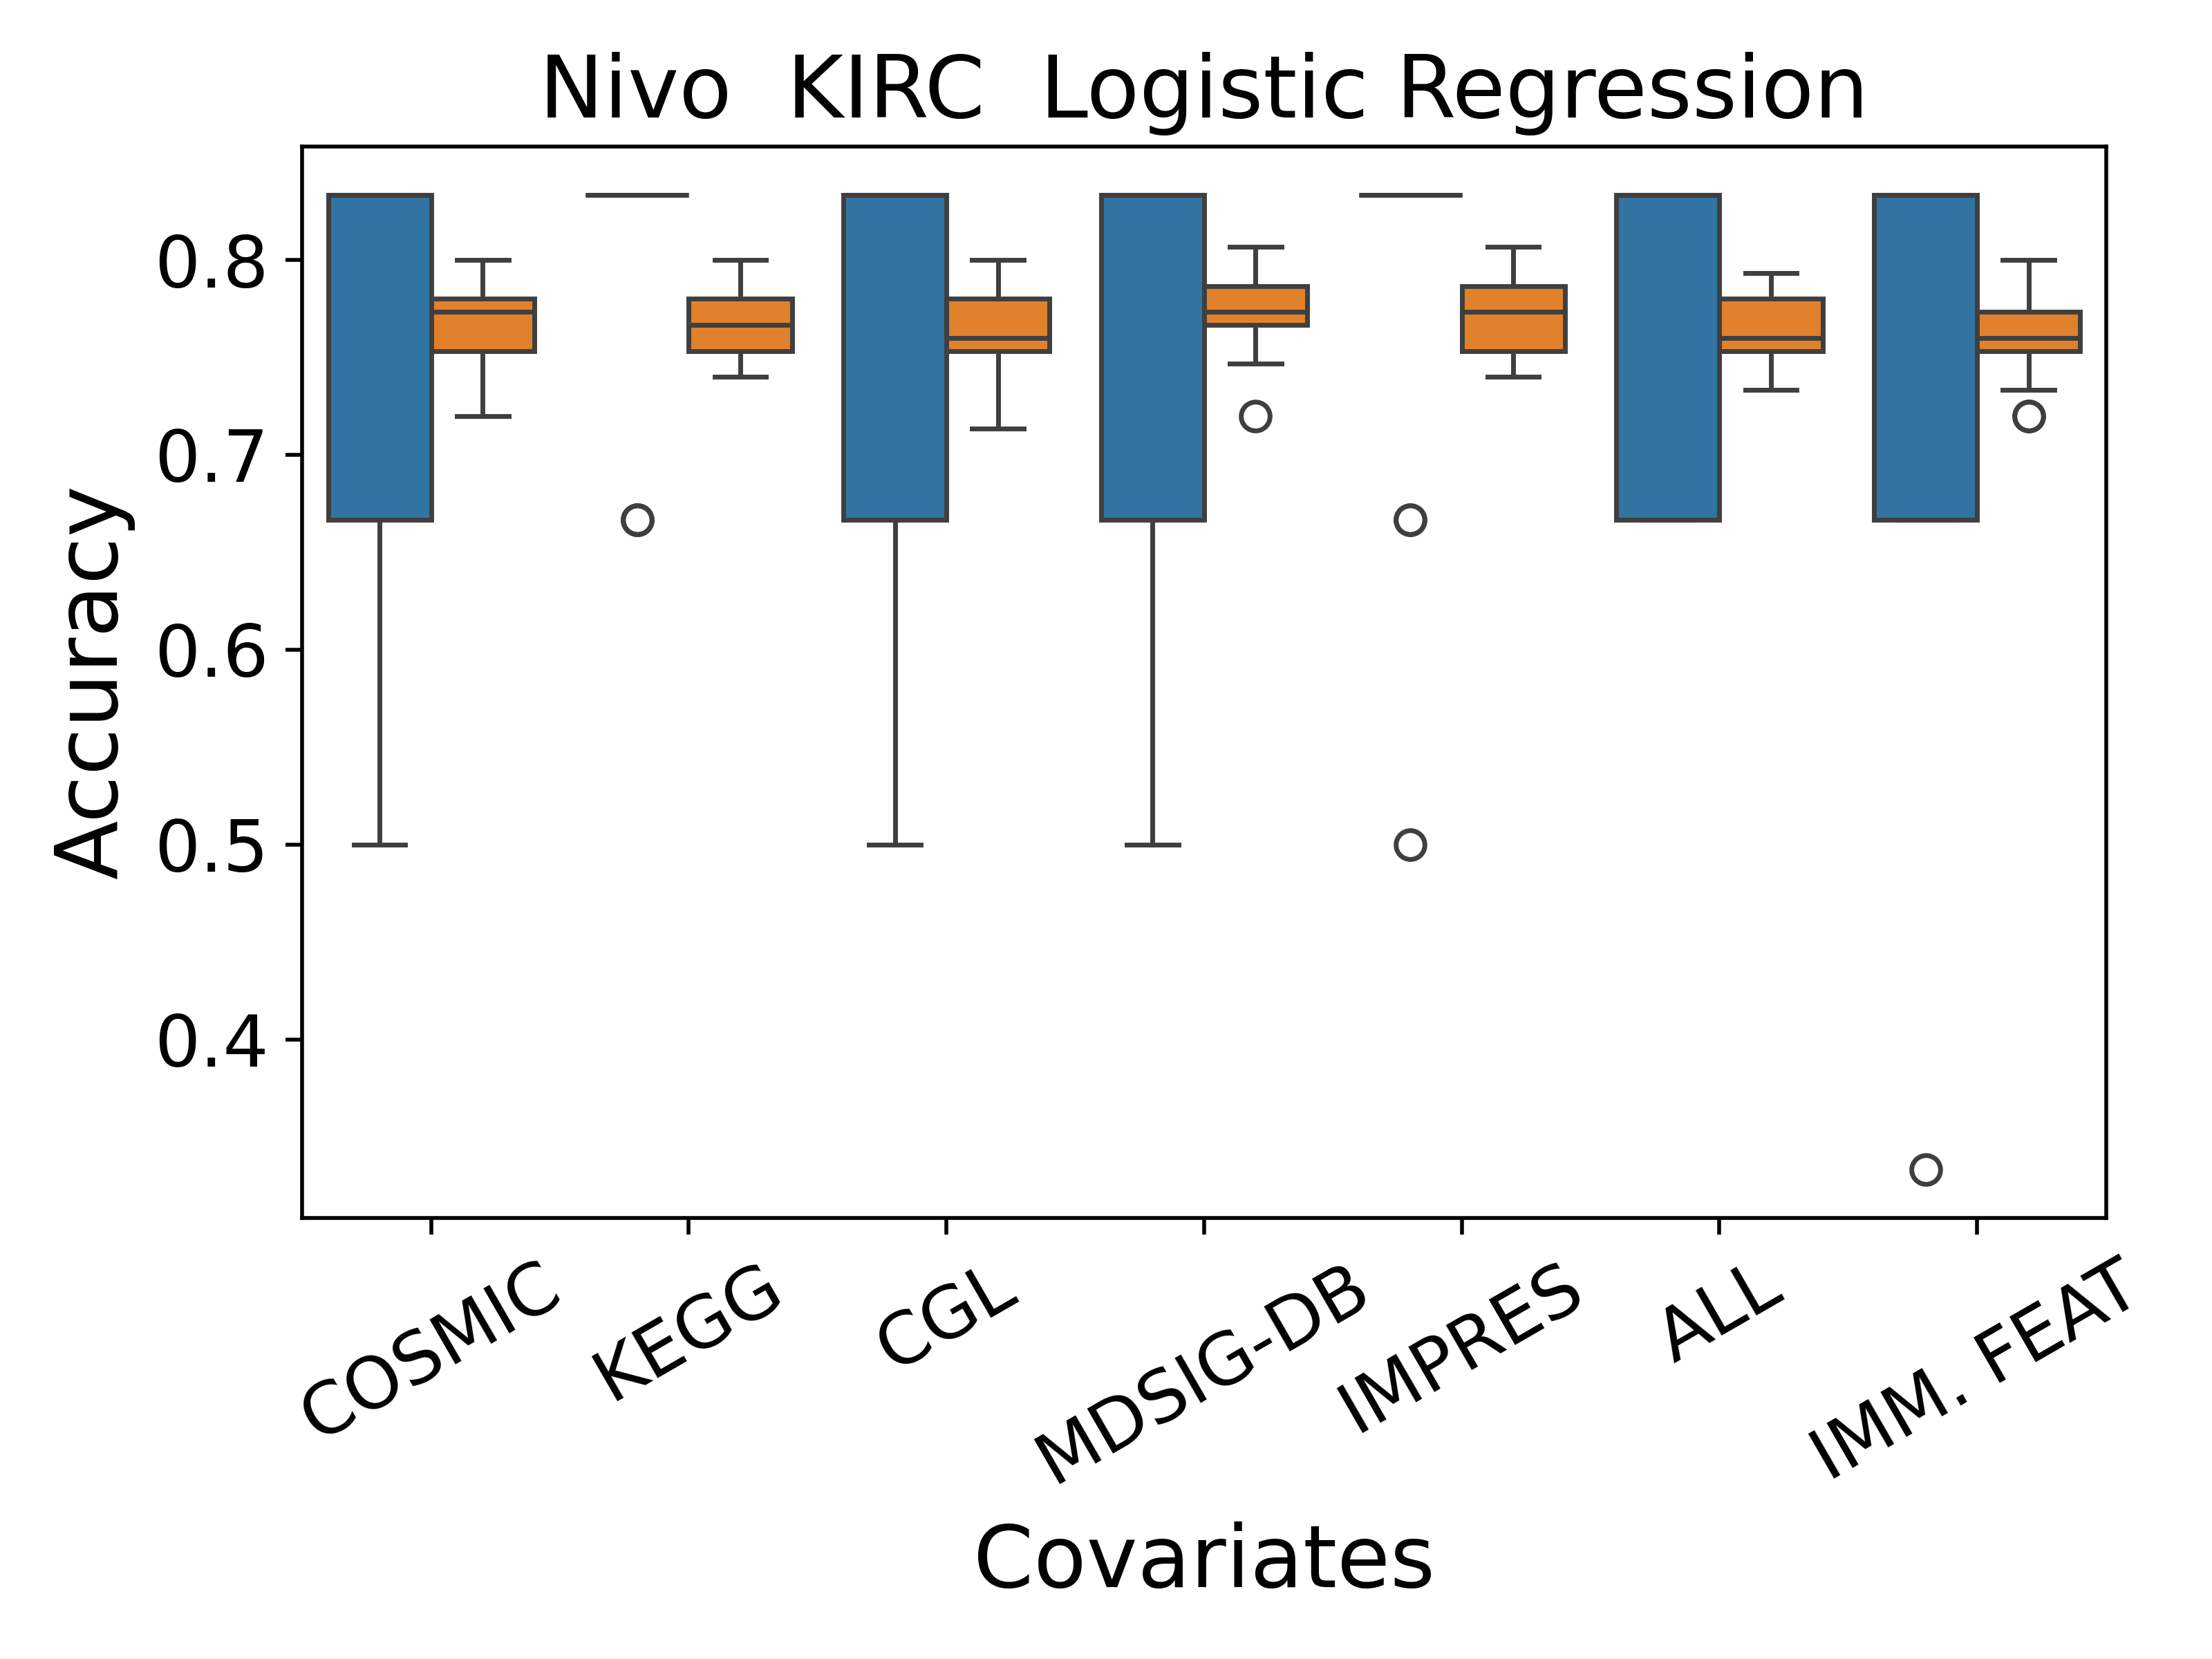 Nivo KIRC Logistic Regression
Accuracy
0.8
0.7
0.6
0.5
0.4
COSMIC
KEGG
CGL
MDSIG-DB
IMPRES
ALL
IMM. FEAT
Covariates